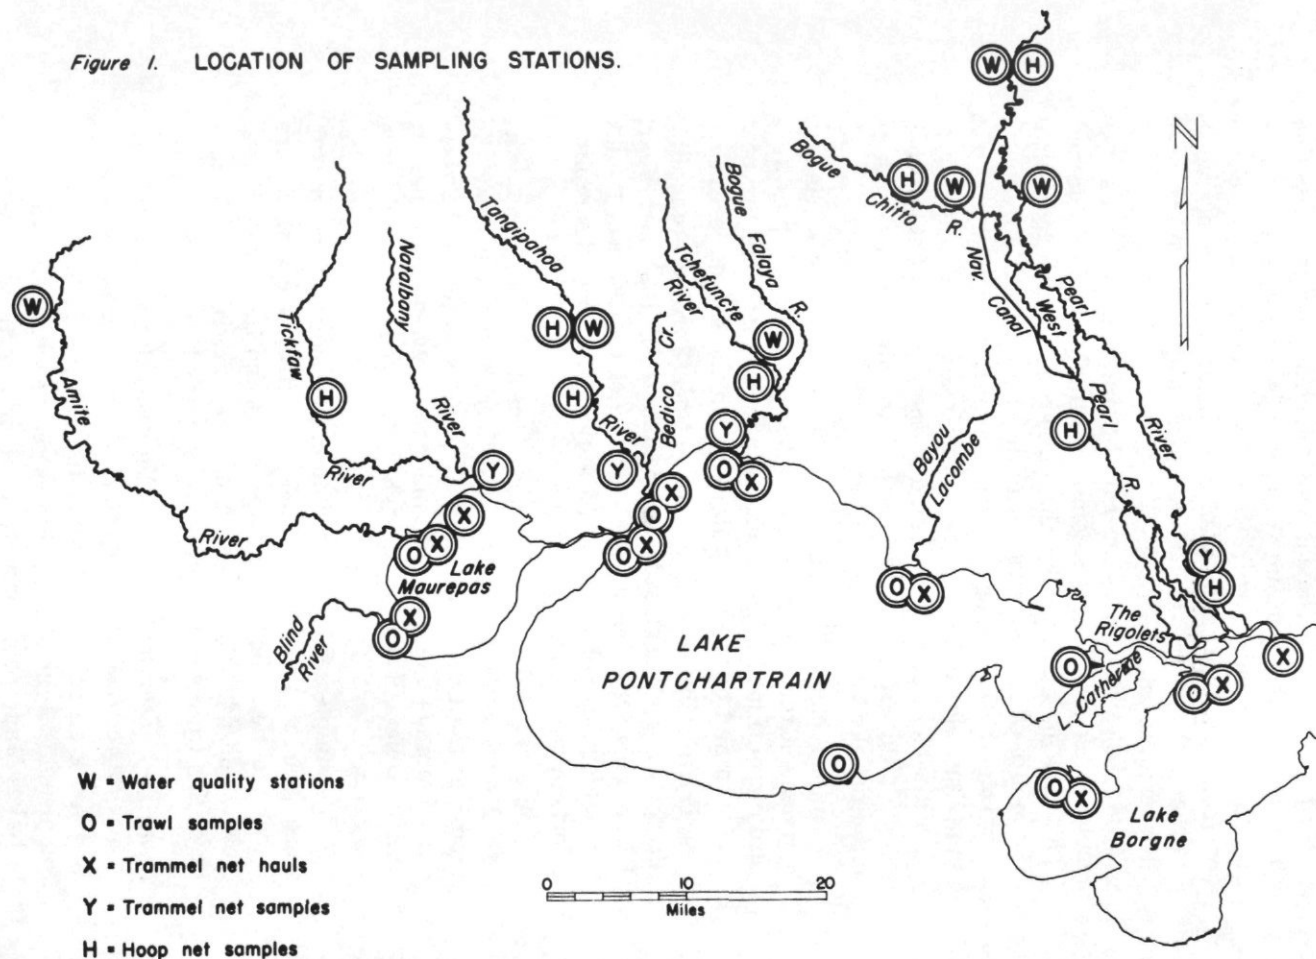 Figure 1. LOCATION OF SAMPLING STATIONS.
N
W H
Bogue
Chitto
R.
H W
W
Nav.
Canal
West
Pearl
Pearl
R.
River
H
Y
H
W
Amite
River
Tickfaw
River
H
Natalbany
River
Y
Tangipahoa
River
H W
H
Y
Bedico Cr.
Tchefuncte
River
Bogue
Falaya
R.
W
H
Y
O X
X
O
O X
X
O X
Lake
Maurepas
X
O
Blind
River
Bayou
Lacombe
O X
LAKE
PONTCHARTRAIN
O
The
Rigolets
O
L. Catherine
X
O X
O X
Lake
Borgne
W = Water quality stations
O = Trawl samples
X = Trammel net hauls
Y = Trammel net samples
H = Hoop net samples
0 10 20
Miles